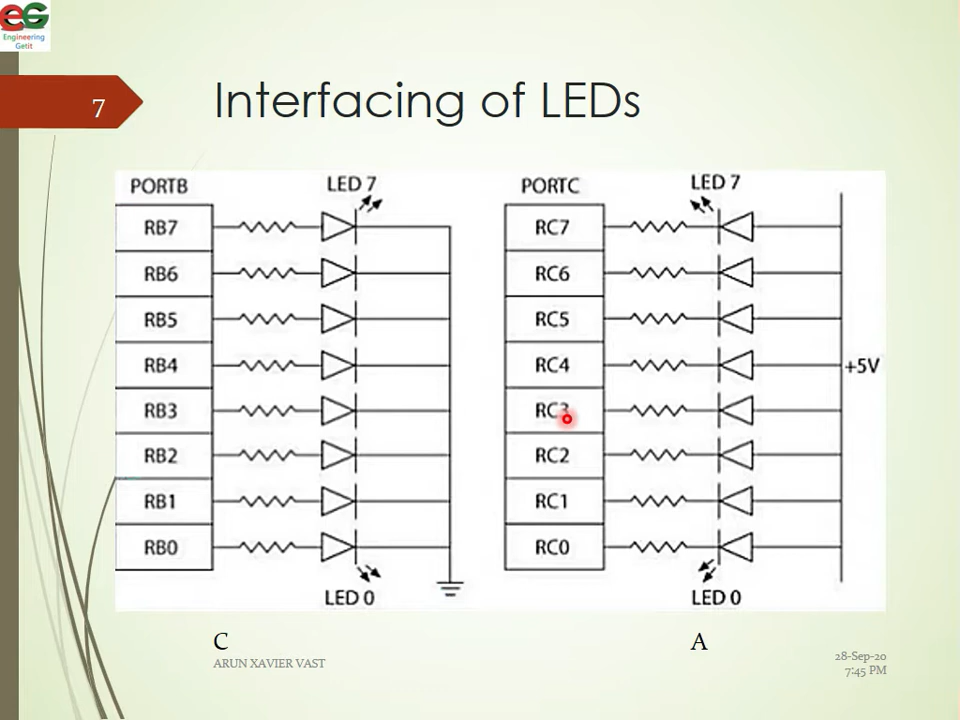 EG
Engineering
Getit
7
Interfacing of LEDs
PORTB
LED 7
RB7
RB6
RB5
RB4
RB3
RB2
RB1
RB0
LED 0
PORTC
LED 7
RC7
RC6
RC5
RC4
+5V
RC3
RC2
RC1
RC0
LED 0
C
A
ARUN XAVIER VAST
28-Sep-20
7:45 PM